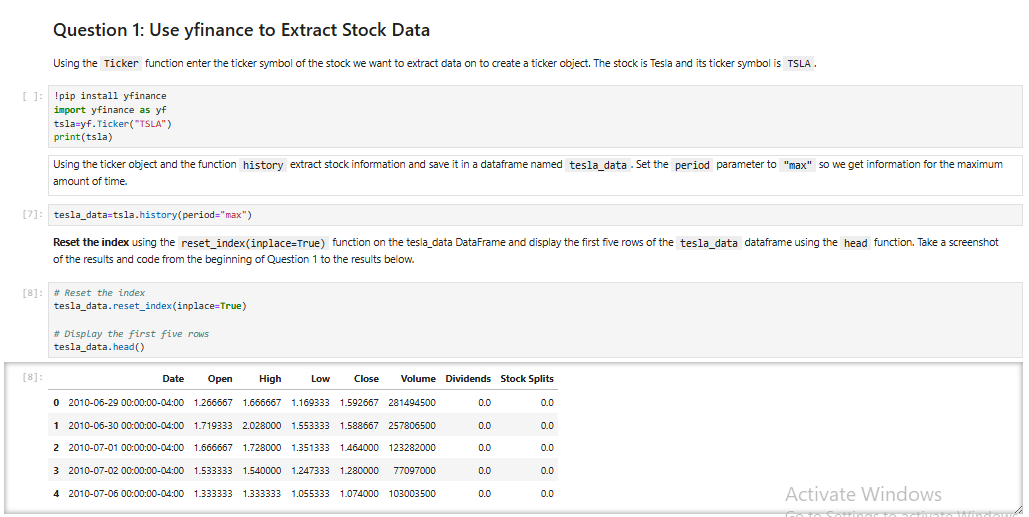 Question 1: Use yfinance to Extract Stock Data
Using the Ticker function enter the ticker symbol of the stock we want to extract data on to create a ticker object. The stock is Tesla and its ticker symbol is TSLA .
[ ]: !pip install yfinance
import yfinance as yf
tsla=yf.Ticker("TSLA")
print(tsla)
Using the ticker object and the function history extract stock information and save it in a dataframe named tesla_data . Set the period parameter to "max" so we get information for the maximum
amount of time.
[7]: tesla_data=tsla.history(period="max")
Reset the index using the reset_index(inplace=True) function on the tesla_data DataFrame and display the first five rows of the tesla_data dataframe using the head function. Take a screenshot
of the results and code from the beginning of Question 1 to the results below.
[8]: # Reset the index
tesla_data.reset_index(inplace=True)
# Display the first five rows
tesla_data.head()
[8]: Date Open High Low Close Volume Dividends Stock Splits
0 2010-06-29 00:00:00-04:00 1.266667 1.666667 1.169333 1.592667 281494500 0.0 0.0
1 2010-06-30 00:00:00-04:00 1.719333 2.028000 1.553333 1.588667 257806500 0.0 0.0
2 2010-07-01 00:00:00-04:00 1.666667 1.728000 1.351333 1.464000 123282000 0.0 0.0
3 2010-07-02 00:00:00-04:00 1.533333 1.540000 1.247333 1.280000 77097000 0.0 0.0
4 2010-07-06 00:00:00-04:00 1.333333 1.333333 1.055333 1.074000 103003500 0.0 0.0
Activate Windows
Go to Settings to activate Windows